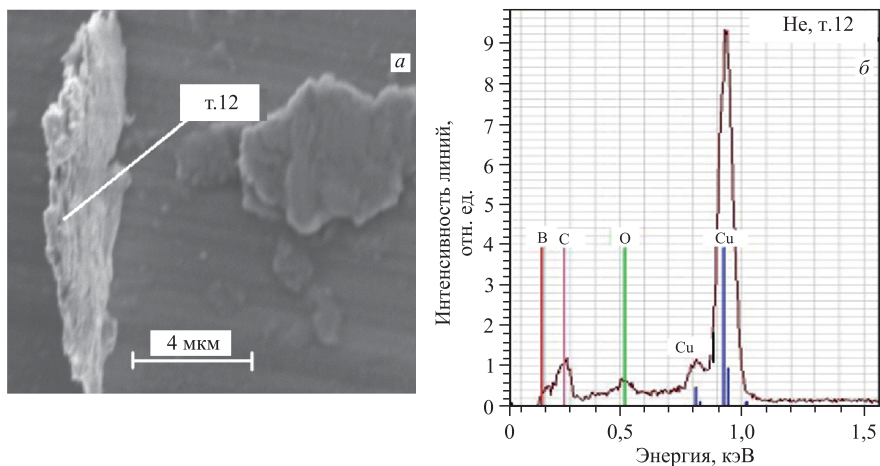 а
т.12
4 мкм
Не, т.12
б
Интенсивность линий,
отн. ед.
9
8
7
6
5
4
3
2
1
0
B C O Cu
Cu
0 0,5 1,0 1,5
Энергия, кэВ